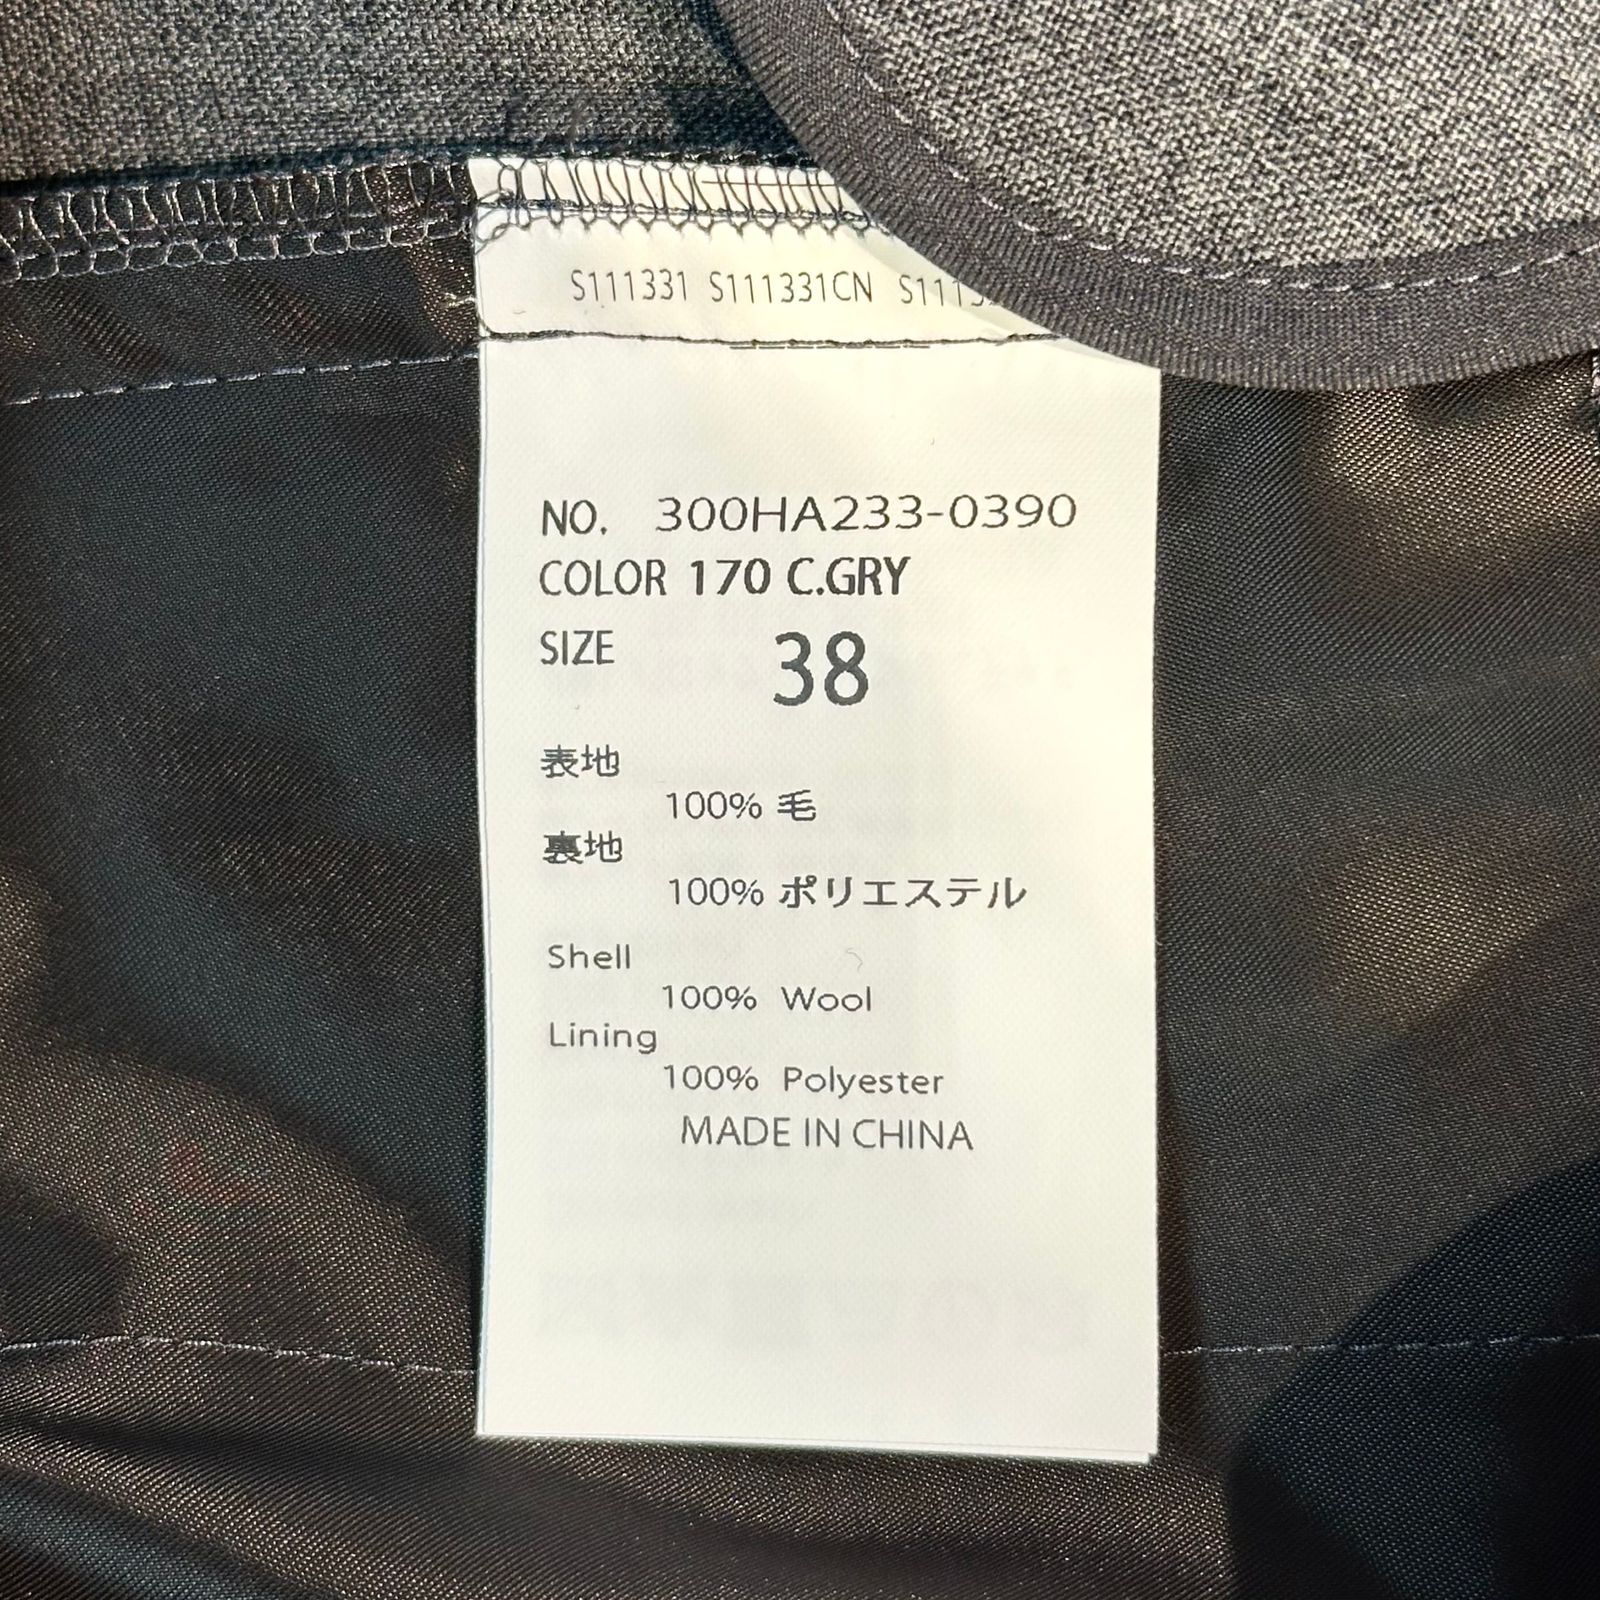 S111331 S111331CN
NO. 300HA233-0390
COLOR 170 C.GRY
SIZE 38
表地
100% 毛
裏地
100% ポリエステル
Shell
100% Wool
Lining
100% Polyester
MADE IN CHINA